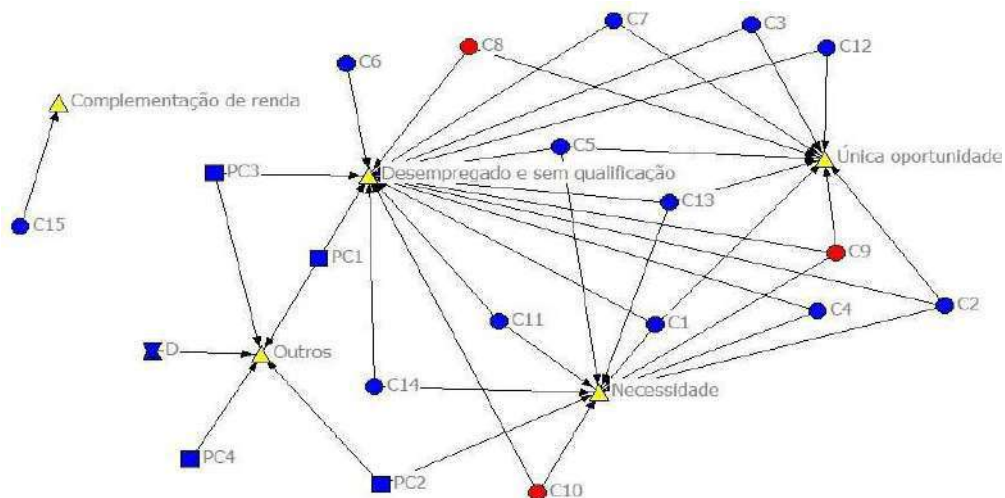 C7
C3
C8
C12
C6
Complementação de renda
C5
Única oportunidade
PC3
Desempregado e sem qualificação
C13
C15
C9
PC1
C2
C4
C11
C1
D
Outros
C14
Necessidade
PC4
PC2
C10